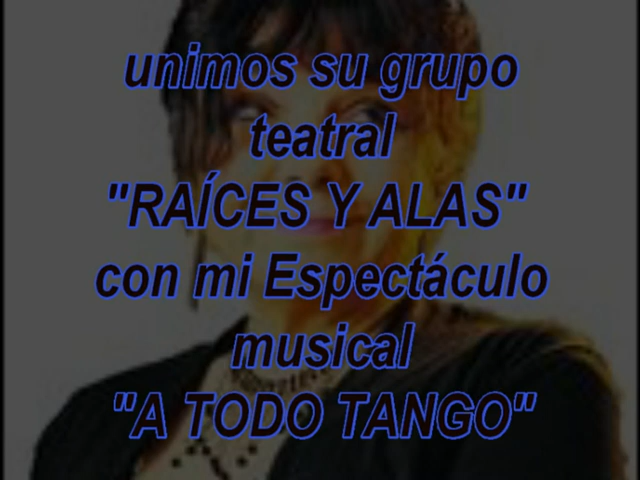 unimos su grupo
teatral
"RAÍCES Y ALAS"
con mi Espectáculo
musical
"A TODO TANGO"